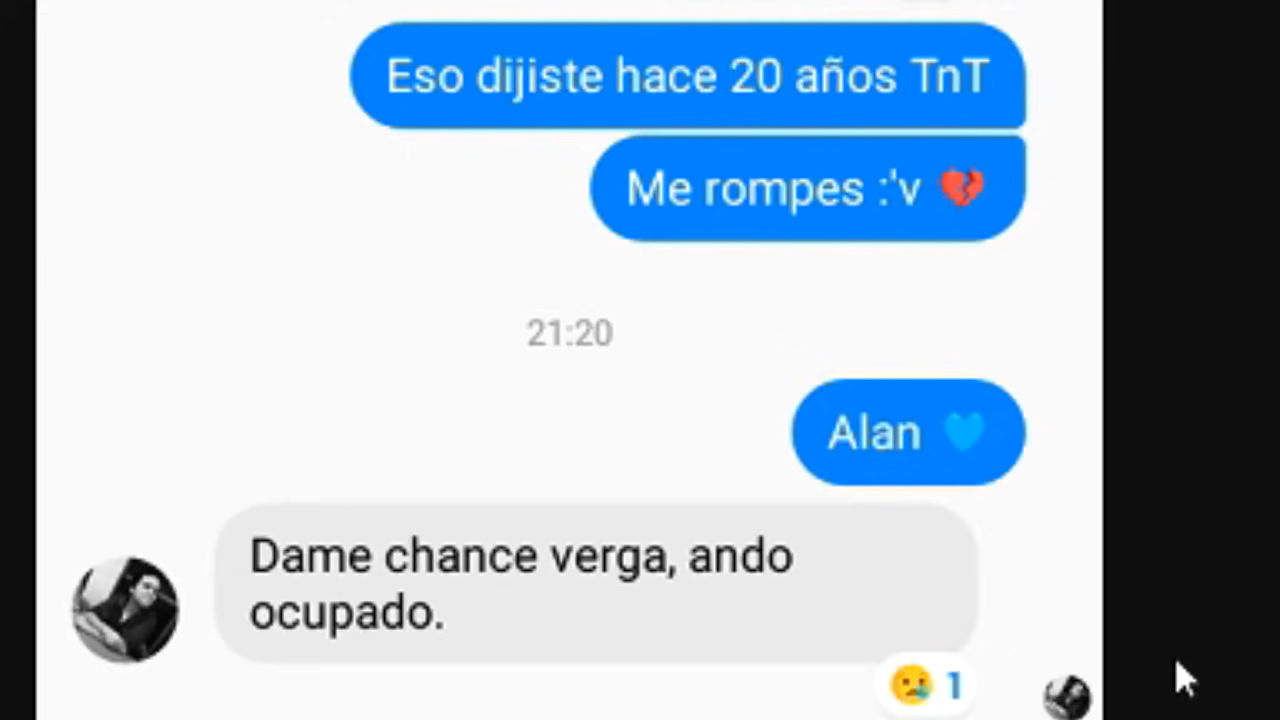 Eso dijiste hace 20 años TnT
Me rompes :'v 💔
21:20
Alan 💙
Dame chance verga, ando
ocupado.
😢 1